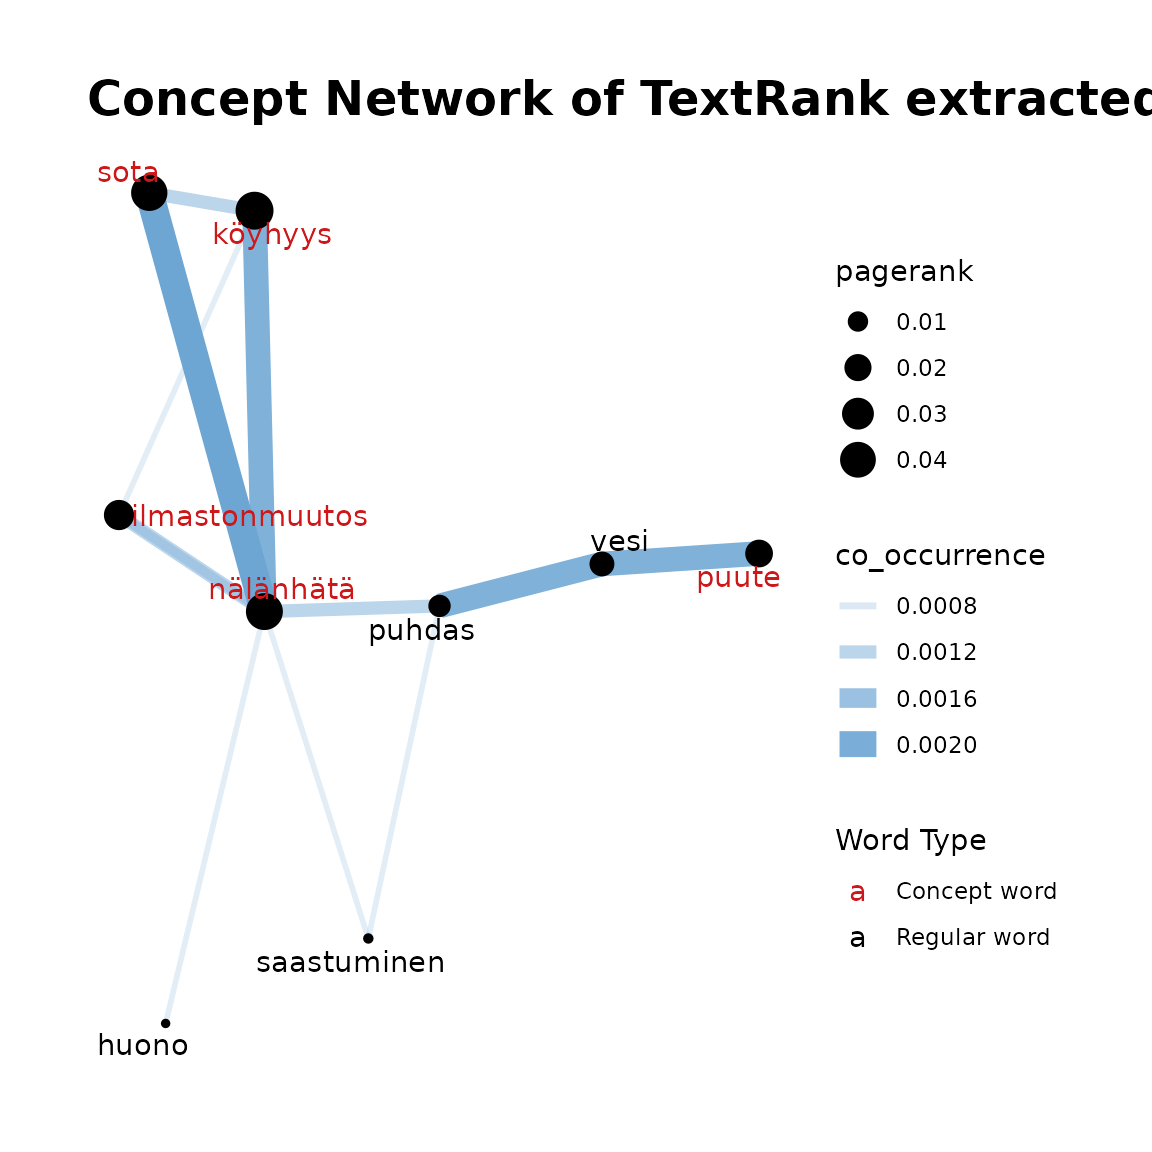 Concept Network of TextRank extracted
sota
köyhyys
ilmastonmuutos
nälänhätä
puhdas
vesi
puute
saastuminen
huono
pagerank
0.01
0.02
0.03
0.04
co_occurrence
0.0008
0.0012
0.0016
0.0020
Word Type
a Concept word
a Regular word